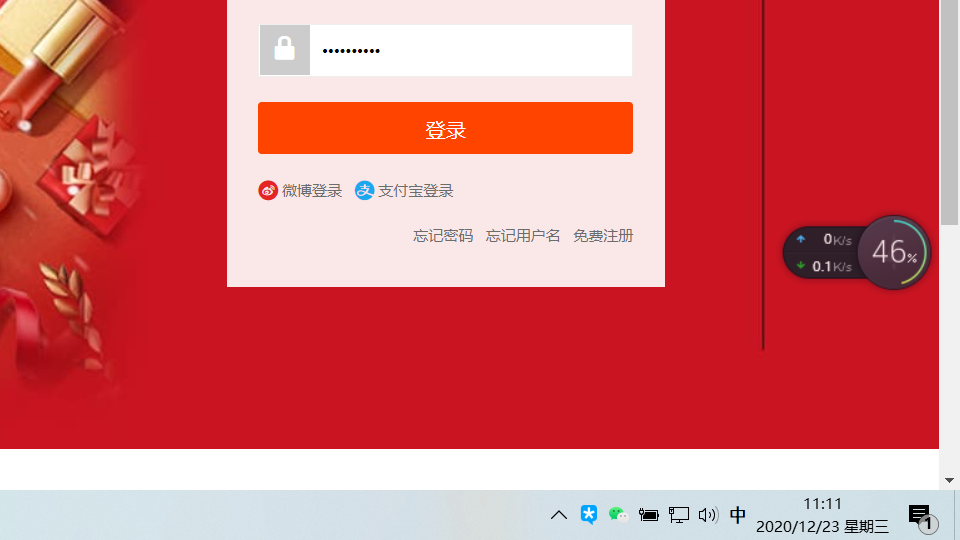 ••••••••••
登录
微博登录 支付宝登录
忘记密码 忘记用户名 免费注册
0K/s
0.1K/s
46%
中
11:11
2020/12/23 星期三
1